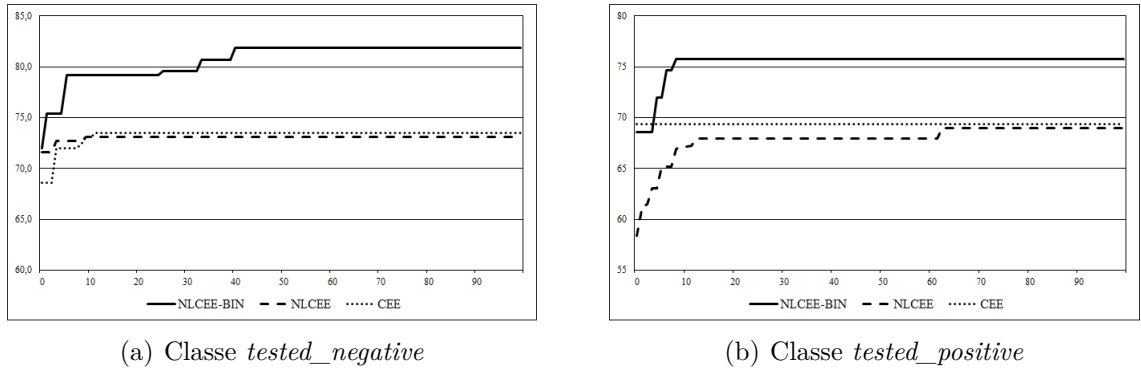 85,0
80,0
75,0
70,0
65,0
60,0
0 10 20 30 40 50 60 70 80 90
NLCEE-BIN NLCEE CEE
(a) Classe tested_negative
80
75
70
65
60
55
0 10 20 30 40 50 60 70 80 90
NLCEE-BIN NLCEE CEE
(b) Classe tested_positive